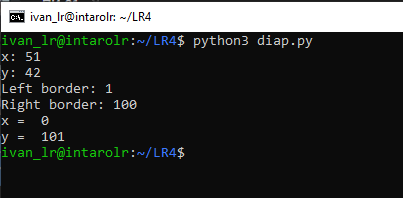 ivan_lr@intarolr: ~/LR4
ivan_lr@intarolr:~/LR4$ python3 diap.py
x: 51
y: 42
Left border: 1
Right border: 100
x =  0
y =  101
ivan_lr@intarolr:~/LR4$